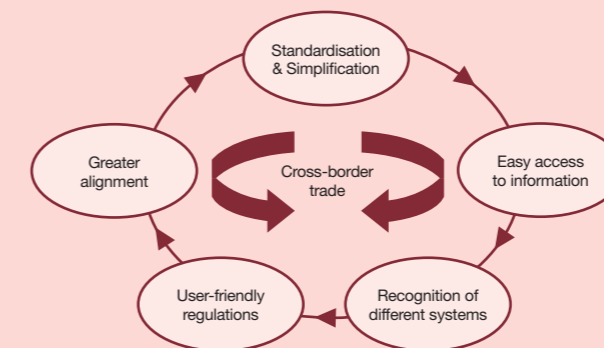 Standardisation
& Simplification
Easy access
to information
Recognition of
different systems
User-friendly
regulations
Greater
alignment
Cross-border
trade